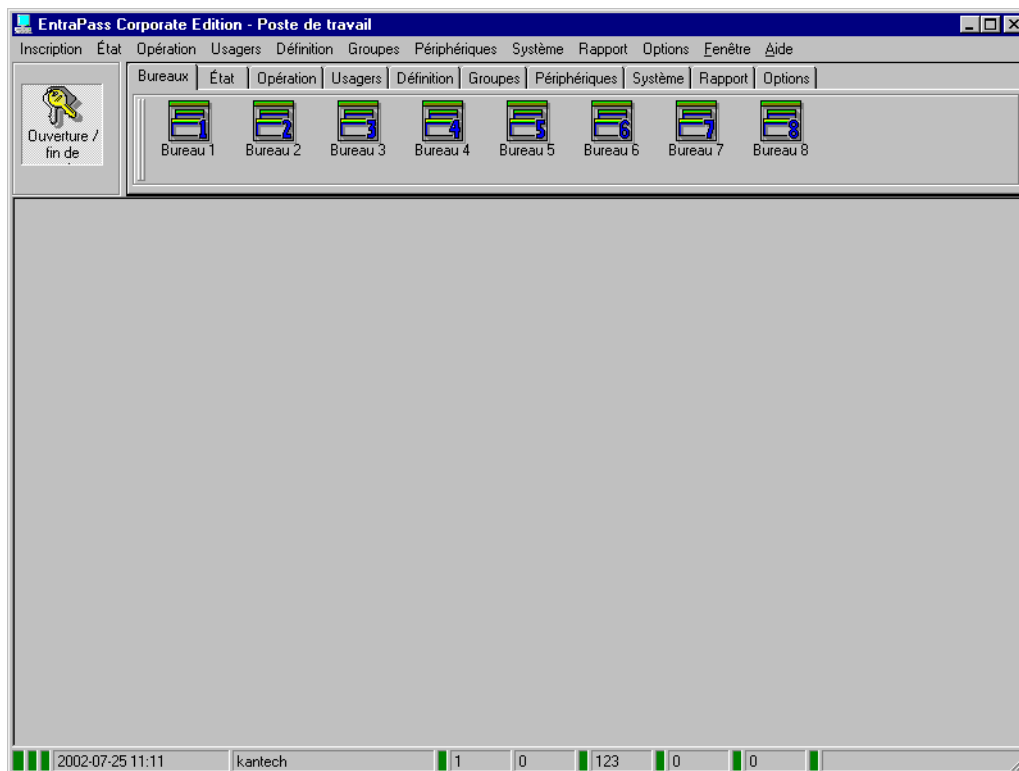 EntraPass Corporate Edition - Poste de travail
Inscription État Opération Usagers Définition Groupes Périphériques Système Rapport Options Fenêtre Aide
Bureaux État Opération Usagers Définition Groupes Périphériques Système Rapport Options
Ouverture /
fin de
1 2 3 4 5 6 7 8
Bureau 1 Bureau 2 Bureau 3 Bureau 4 Bureau 5 Bureau 6 Bureau 7 Bureau 8
2002-07-25 11:11 kantech 1 0 123 0 0